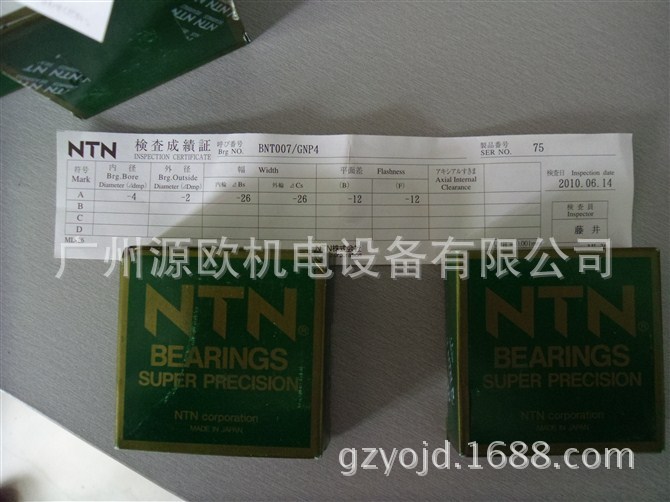 NTN NTN
NTN 検査成績証 呼び番号 BNT007/GNP4 製品番号 75
INSPECTION CERTIFICATE Brg NO. SER NO.
符号 内径 外径 幅 Width 平面差 Flashness アキシアルすきま 検査日 Inspection date
Mark Brg.Bore Brg.Outside 内輪 ⊿Bs 外輪 ⊿Cs (B) (F) Axial Internal 2010.06.14
Diameter(⊿dmp) Diameter(⊿Dmp) Clearance
A -4 -2 -26 -26 -12 -12
B 検査員
C Inspector
D 藤井
广州源欧机电设备有限公司
NTN ®
BEARINGS
SUPER PRECISION
NTN corporation
MADE IN JAPAN
NTN ®
BEARINGS
SUPER PRECISION
NTN corporation
MADE IN JAPAN
gzyojd.1688.com